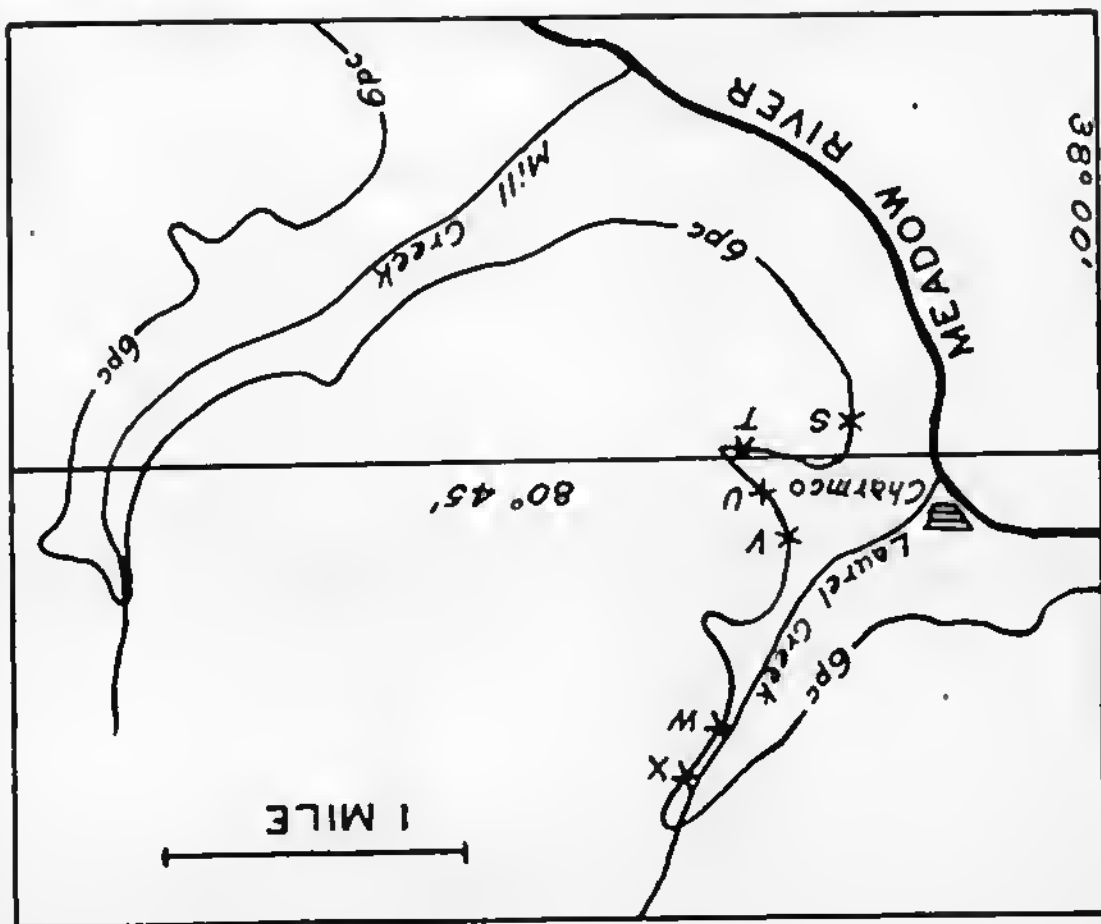 1 MILE
X
W
6pc
Laurel Creek
V
U
Charmco
80° 45'
T
S
6pc
MEADOW RIVER
38° 00'
6pc
Mill Creek
6pc